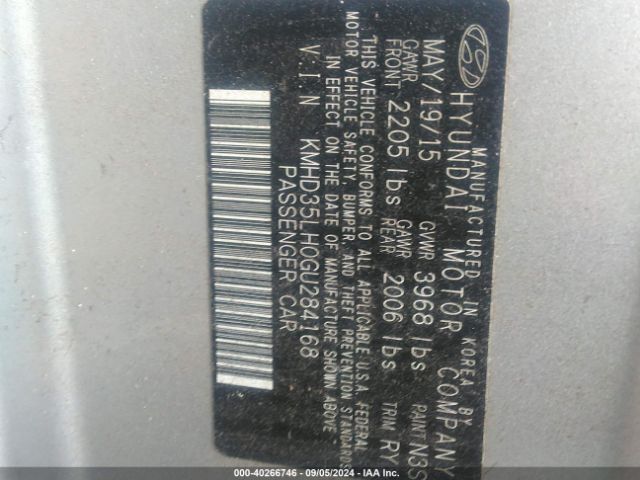 MANUFACTURED IN KOREA BY
HYUNDAI MOTOR COMPANY
MAY/19/15 GVWR 3968 lbs PAINT N3S
GAWR FRONT 2205 lbs GAWR REAR 2006 lbs TRIM RY
THIS VEHICLE CONFORMS TO ALL APPLICABLE U.S.A. FEDERAL
MOTOR VEHICLE SAFETY, BUMPER, AND THEFT PREVENTION STANDARDS
IN EFFECT ON THE DATE OF MANUFACTURE SHOWN ABOVE
V.I.N KMHD35LH0GU284168
PASSENGER CAR
Stock #: 40266746 - 09/05/2024 - IAA Inc.